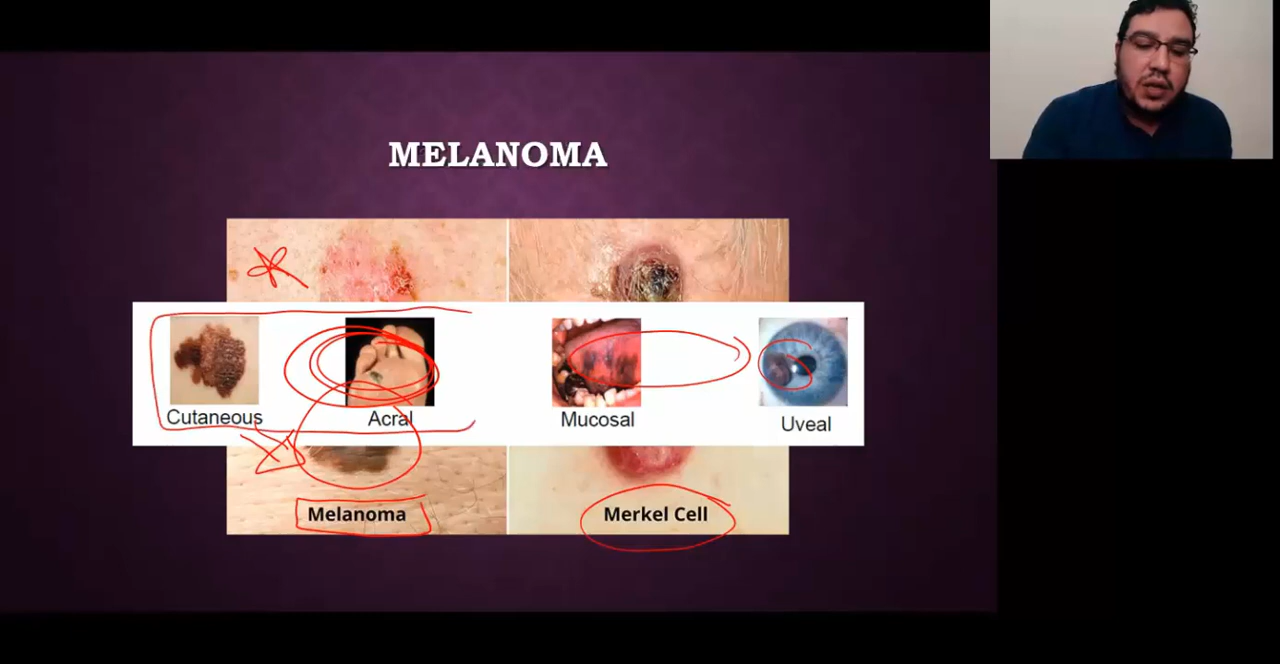 MELANOMA
Cutaneous
Acral
Mucosal
Uveal
Melanoma
Merkel Cell